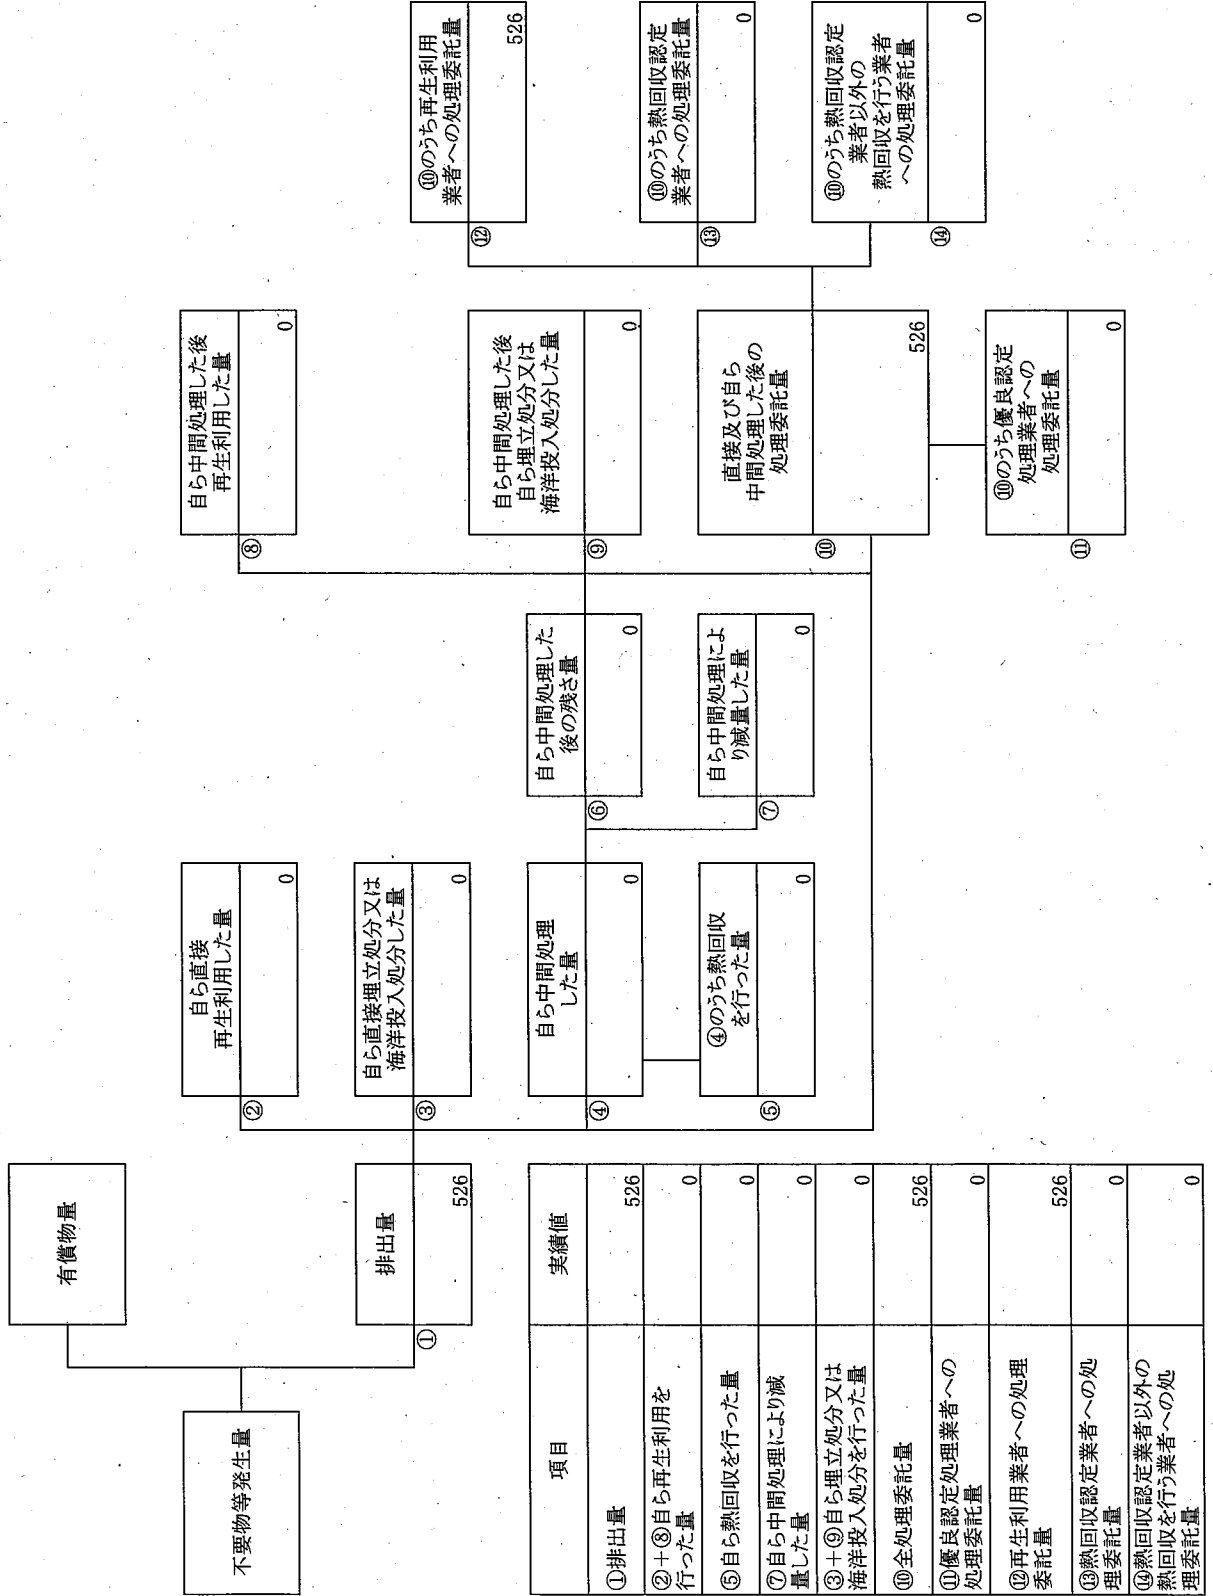 不要物等発生量
有償物量
排出量
①
526
自ら直接
再生利用した量
②
0
自ら直接埋立処分又は
海洋投入処分した量
③
0
自ら中間処理
した量
④
0
④のうち熱回収
を行った量
⑤
0
自ら中間処理した
後の残さ量
⑥
0
自ら中間処理によ
り減量した量
⑦
0
自ら中間処理した後
再生利用した量
⑧
0
自ら中間処理した後
自ら埋立処分又は
海洋投入処分した量
⑨
0
直接及び自ら
中間処理した後の
処理委託量
⑩
526
⑩のうち優良認定
処理業者への
処理委託量
⑪
0
⑩のうち再生利用
業者への処理委託量
⑫
526
⑩のうち熱回収認定
業者への処理委託量
⑬
0
⑩のうち熱回収認定
業者以外の
熱回収を行う業者
への処理委託量
⑭
0
項目 実績値
①排出量 526
②+⑧自ら再生利用を
行った量 0
⑤自ら熱回収を行った量 0
⑦自ら中間処理により減
量した量 0
③+⑨自ら埋立処分又は
海洋投入処分を行った量 0
⑩全処理委託量 526
⑪優良認定処理業者への
処理委託量 0
⑫再生利用業者への処理
委託量 526
⑬熱回収認定業者への処
理委託量 0
⑭熱回収認定業者以外の
熱回収を行う業者への処
理委託量 0